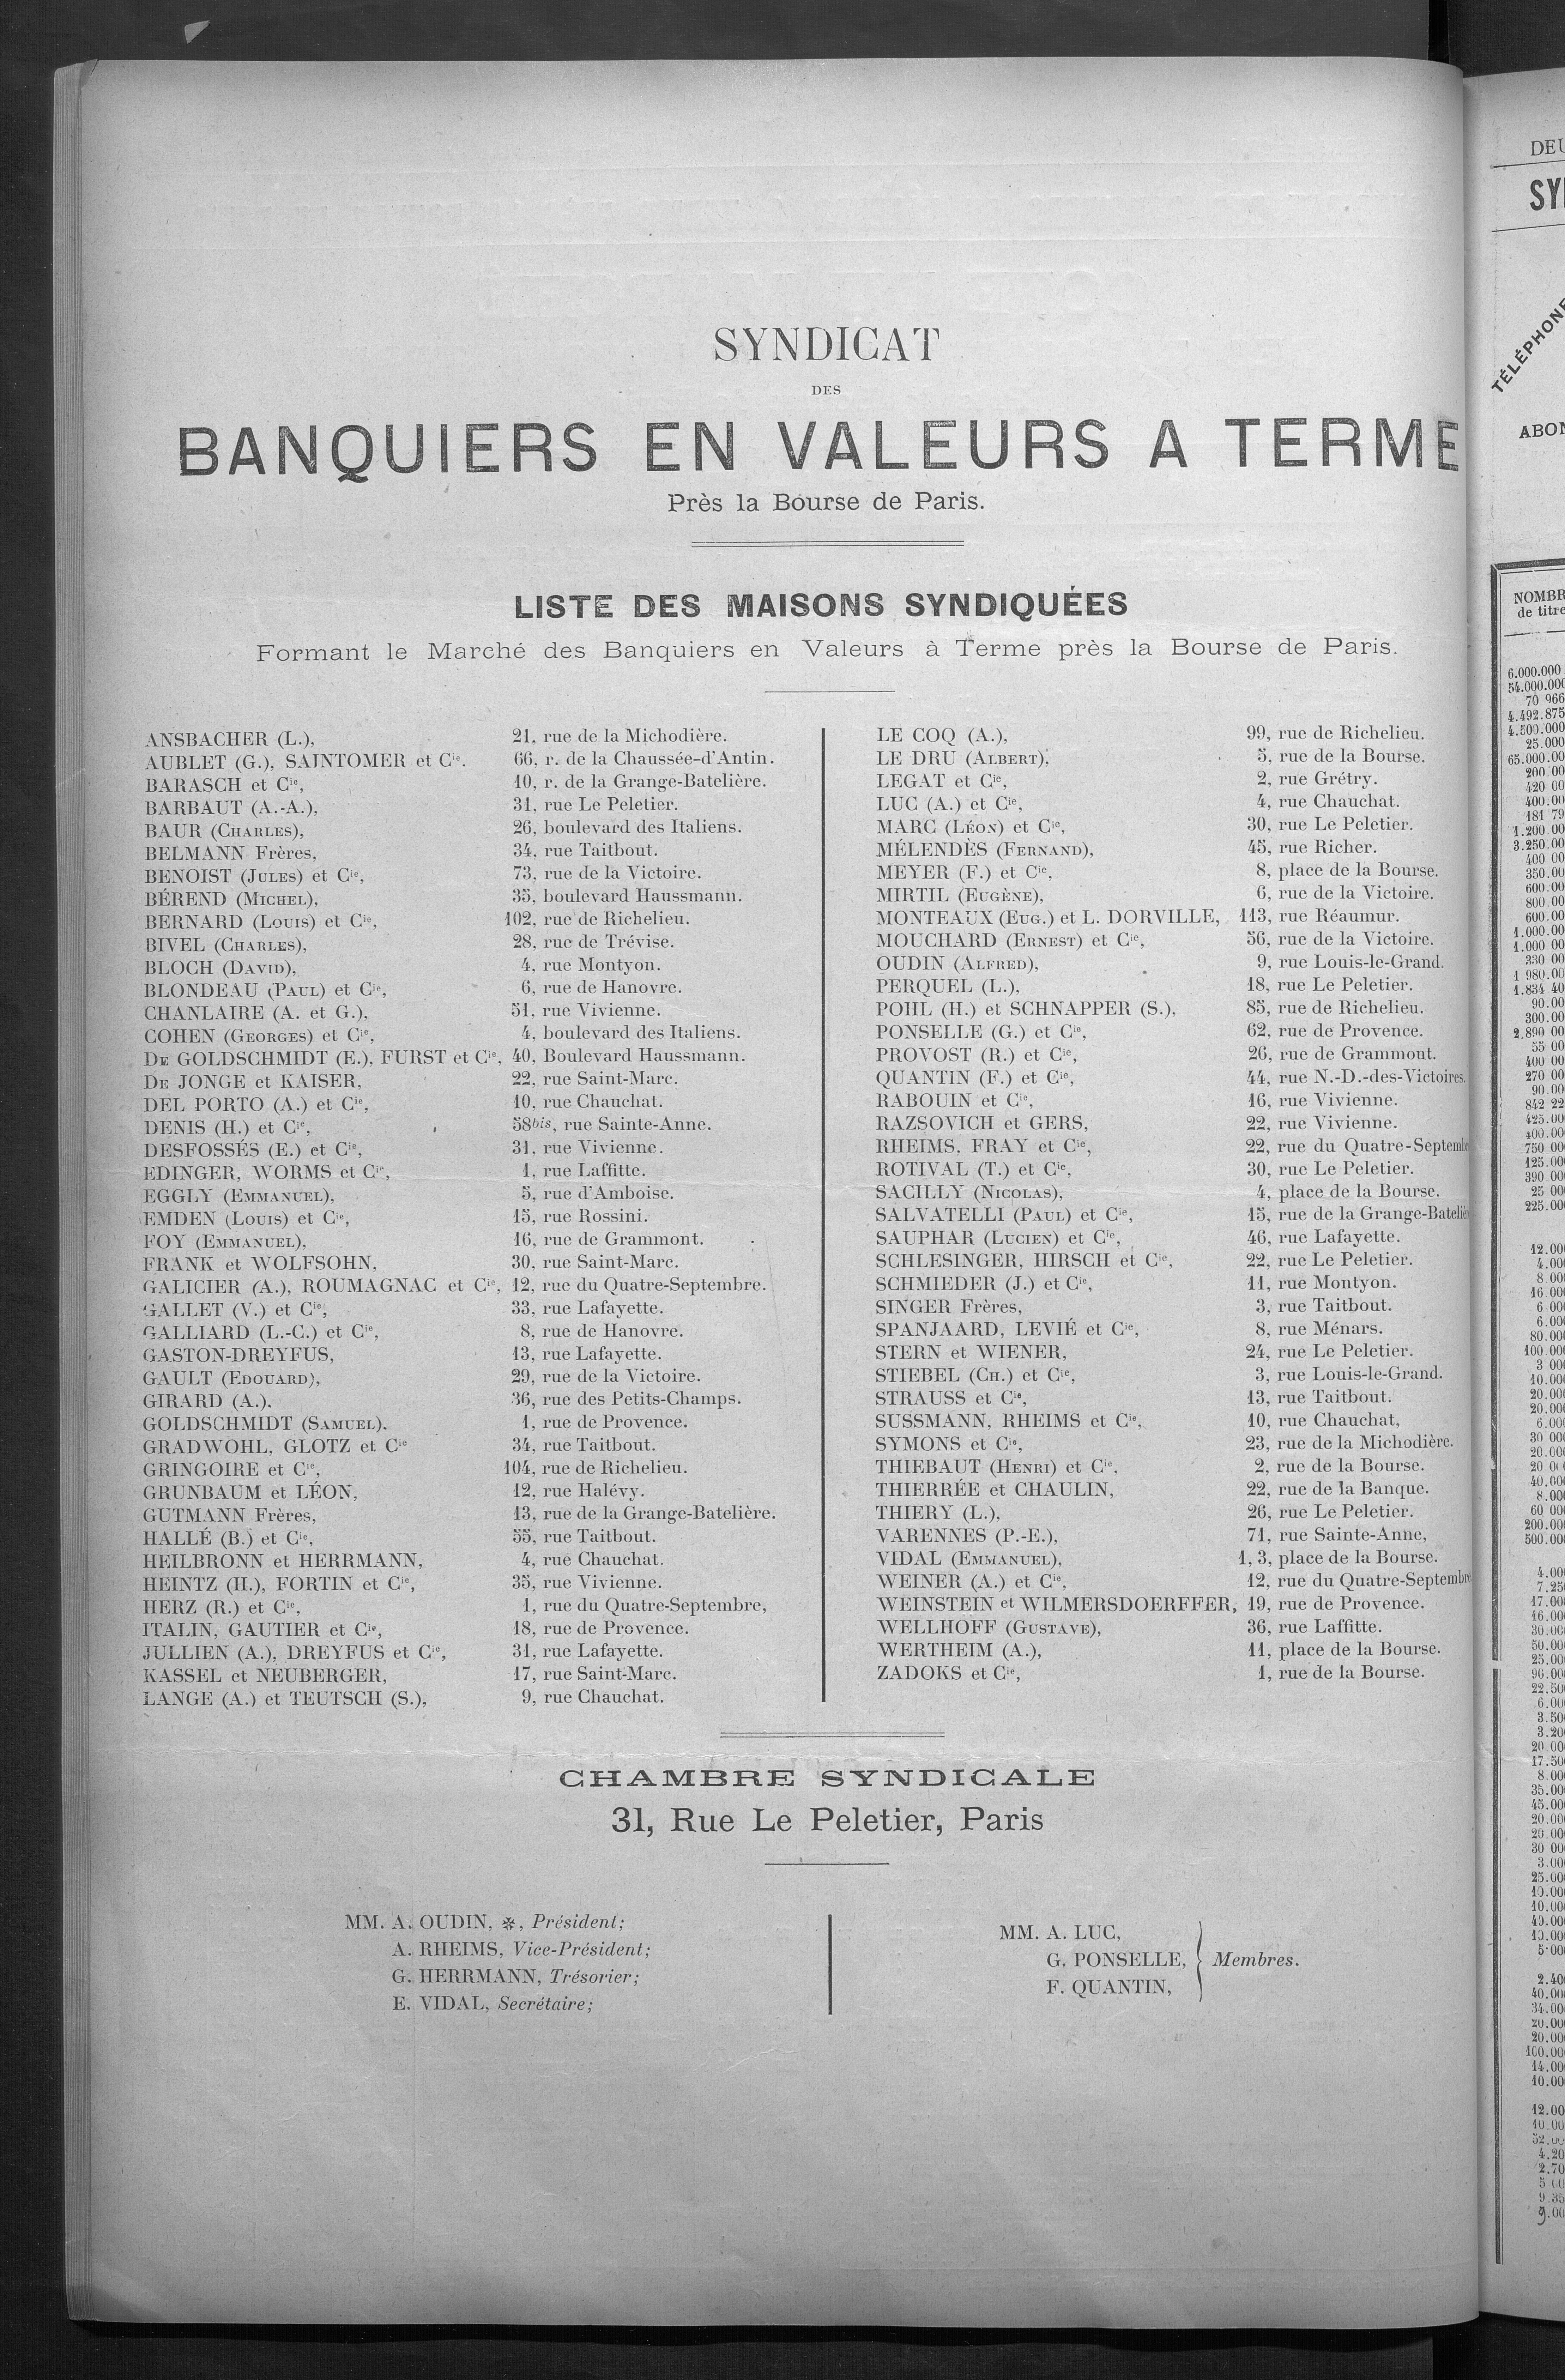 SYNDICAT
DES
BANQUIERS EN VALEURS A TERME
Près la Bourse de Paris.
LISTE DES MAISONS SYNDIQUÉES
Formant le Marché des Banquiers en Valeurs à Terme près la Bourse de Paris.
ANSBACHER (L.), 21, rue de la Michodière.
AUBLET (G.), SAINTOMER et Cie. 66, r. de la Chaussée-d'Antin.
BARASCH et Cie, 10, r. de la Grange-Batelière.
BARBAUT (A.-A.), 31, rue Le Peletier.
BAUR (CHARLES), 26, boulevard des Italiens.
BELMANN Frères, 34, rue Taitbout.
BENOIST (JULES) et Cie, 73, rue de la Victoire.
BÉREND (MICHEL), 35, boulevard Haussmann.
BERNARD (LOUIS) et Cie, 102, rue de Richelieu.
BIVEL (CHARLES), 28, rue de Trévise.
BLOCH (DAVID), 4, rue Montyon.
BLONDEAU (PAUL) et Cie, 6, rue de Hanovre.
CHANLAIRE (A. et G.), 51, rue Vivienne.
COHEN (GEORGES) et Cie, 4, boulevard des Italiens.
DE GOLDSCHMIDT (E.), FURST et Cie, 40, Boulevard Haussmann.
DE JONGE et KAISER, 22, rue Saint-Marc.
DEL PORTO (A.) et Cie, 10, rue Chauchat.
DENIS (H.) et Cie, 58bis, rue Sainte-Anne.
DESFOSSÉS (E.) et Cie, 31, rue Vivienne.
EDINGER, WORMS et Cie, 1, rue Laffitte.
EGGLY (EMMANUEL), 5, rue d'Amboise.
EMDEN (LOUIS) et Cie, 15, rue Rossini.
FOY (EMMANUEL), 16, rue de Grammont.
FRANK et WOLFSOHN, 30, rue Saint-Marc.
GALICIER (A.), ROUMAGNAC et Cie, 12, rue du Quatre-Septembre.
GALLET (V.) et Cie, 33, rue Lafayette.
GALLIARD (L.-C.) et Cie, 8, rue de Hanovre.
GASTON-DREYFUS, 13, rue Lafayette.
GAULT (EDOUARD), 29, rue de la Victoire.
GIRARD (A.). 36, rue des Petits-Champs.
GOLDSCHMIDT (SAMUEL). 1, rue de Provence.
GRADWOHL, GLOTZ et Cie 34, rue Taitbout.
GRINGOIRE et Cie, 104, rue de Richelieu.
GRUNBAUM et LÉON, 12, rue Halévy.
GUTMANN Frères, 13, rue de la Grange-Batelière.
HALLÉ (B.) et Cie, 55, rue Taitbout.
HEILBRONN et HERRMANN, 4, rue Chauchat.
HEINTZ (H.), FORTIN et Cie, 35, rue Vivienne.
HERZ (R.) et Cie, 1, rue du Quatre-Septembre,
ITALIN, GAUTIER et Cie, 18, rue de Provence.
JULLIEN (A.), DREYFUS et Cie, 31, rue Lafayette.
KASSEL et NEUBERGER, 17, rue Saint-Marc.
LANGE (A.) et TEUTSCH (S.), 9, rue Chauchat.
LE COQ (A.), 99, rue de Richelieu.
LE DRU (ALBERT), 5, rue de la Bourse.
LEGAT et Cie, 2, rue Grétry.
LUC (A.) et Cie, 4, rue Chauchat.
MARC (LÉON) et Cie, 30, rue Le Peletier.
MÉLENDÈS (FERNAND), 45, rue Richer.
MEYER (F.) et Cie, 8, place de la Bourse.
MIRTIL (EUGÈNE), 6, rue de la Victoire.
MONTEAUX (EUG.) et L. DORVILLE, 113, rue Réaumur.
MOUCHARD (ERNEST) et Cie, 56, rue de la Victoire.
OUDIN (ALFRED), 9, rue Louis-le-Grand.
PERQUEL (L.), 18, rue Le Peletier.
POHL (H.) et SCHNAPPER (S.), 85, rue de Richelieu.
PONSELLE (G.) et Cie, 62, rue de Provence.
PROVOST (R.) et Cie, 26, rue de Grammont.
QUANTIN (F.) et Cie, 44, rue N.-D.-des-Victoires.
RABOUIN et Cie, 16, rue Vivienne.
RAZSOVICH et GERS, 22, rue Vivienne.
RHEIMS, FRAY et Cie, 22, rue du Quatre-Septemb
ROTIVAL (T.) et Cie, 30, rue Le Peletier.
SACILLY (NICOLAS), 4, place de la Bourse.
SALVATELLI (PAUL) et Cie, 15, rue de la Grange-Bateliè
SAUPHAR (LUCIEN) et Cie, 46, rue Lafayette.
SCHLESINGER, HIRSCH et Cie, 22, rue Le Peletier.
SCHMIEDER (J.) et Cie, 11, rue Montyon.
SINGER Frères, 3, rue Taitbout.
SPANJAARD, LEVIÉ et Cie, 8, rue Ménars.
STERN et WIENER, 24, rue Le Peletier.
STIEBEL (CH.) et Cie, 3, rue Louis-le-Grand.
STRAUSS et Cie, 13, rue Taitbout.
SUSSMANN, RHEIMS et Cie, 10, rue Chauchat,
SYMONS et Cie, 23, rue de la Michodière.
THIEBAUT (HENRI) et Cie, 2, rue de la Bourse.
THIERRÉE et CHAULIN, 22, rue de la Banque.
THIERY (L.), 26, rue Le Peletier.
VARENNES (P.-E.), 71, rue Sainte-Anne,
VIDAL (EMMANUEL), 1, 3, place de la Bourse.
WEINER (A.) et Cie, 12, rue du Quatre-Septembre
WEINSTEIN et WILMERSDOERFFER, 19, rue de Provence.
WELLHOFF (GUSTAVE), 36, rue Laffitte.
WERTHEIM (A.), 11, place de la Bourse.
ZADOKS et Cie, 1, rue de la Bourse.
CHAMBRE SYNDICALE
31, Rue Le Peletier, Paris
MM. A. OUDIN, ※, Président;
A. RHEIMS, Vice-Président;
G. HERRMANN, Trésorier;
E. VIDAL, Secrétaire;
MM. A. LUC,
G. PONSELLE, Membres.
F. QUANTIN,
DEU
SY
TÉLÉPHONE
ABON
NOMBR
de titre